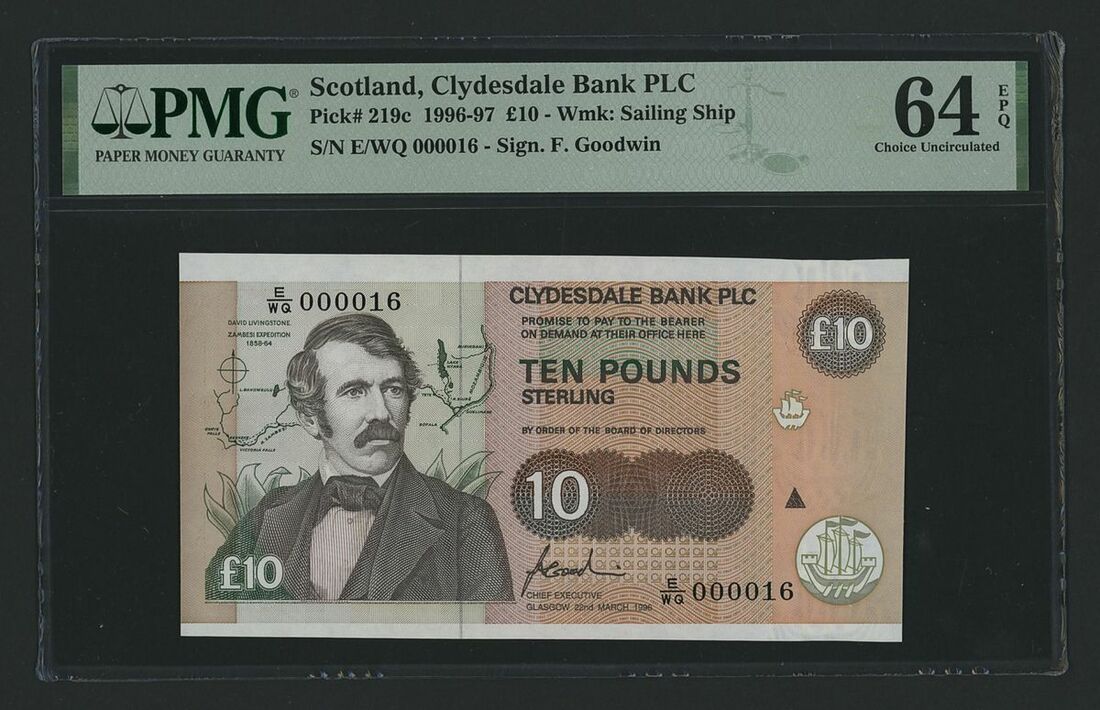 PMG®
PAPER MONEY GUARANTY
Scotland, Clydesdale Bank PLC
Pick# 219c 1996-97 £10 - Wmk: Sailing Ship
S/N E/WQ 000016 - Sign. F. Goodwin
64 EPQ
Choice Uncirculated
E/WQ 000016
DAVID LIVINGSTONE
ZAMBESI EXPEDITION
1858-64
VICTORIA FALLS
SOFALA
TETE
CLYDESDALE BANK PLC
PROMISE TO PAY TO THE BEARER
ON DEMAND AT THEIR OFFICE HERE
TEN POUNDS
STERLING
BY ORDER OF THE BOARD OF DIRECTORS
£10
10
£10
CHIEF EXECUTIVE
GLASGOW 22nd MARCH 1996
E/WQ 000016